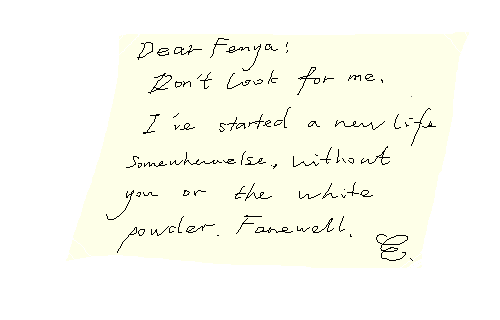 Dear Fenya!
Don't look for me.
I've started a new life
somewhereelse, without
you or the white
powder. Farewell.
E.